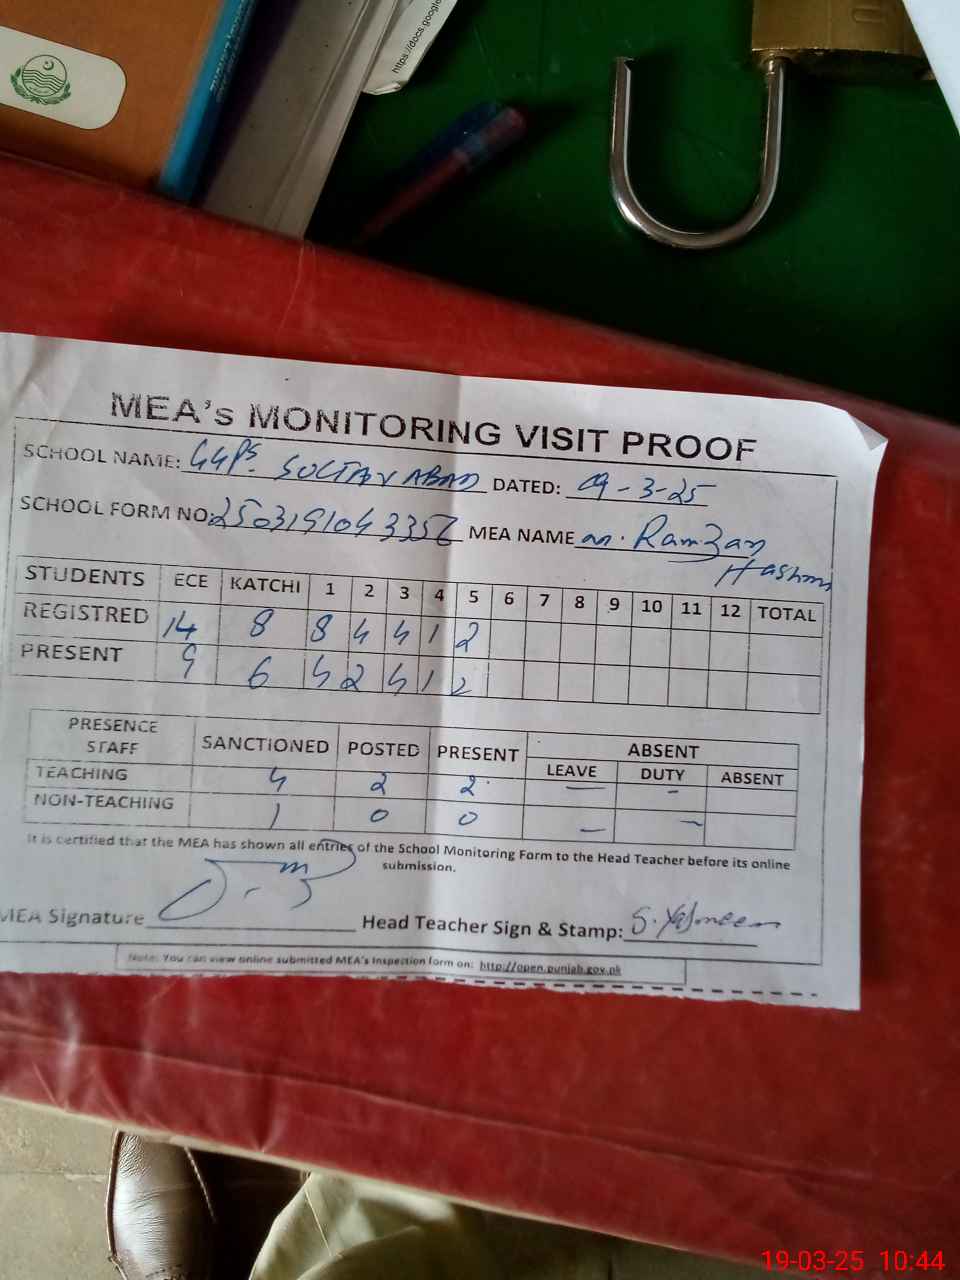 https://docs.google
MEA's MONITORING VISIT PROOF
SCHOOL NAME: GGPS. SULTAN ABAD DATED: 19-3-25
SCHOOL FORM NO: MEA NAME m. Ramzan
Hashmi
STUDENTS ECE KATCHI 1 2 3 4 5 6 7 8 9 10 11 12 TOTAL
REGISTRED 14 8 8 4 4 1 2
PRESENT 9 6 4 2 4 1 2
PRESENCE STAFF SANCTIONED POSTED PRESENT ABSENT
LEAVE DUTY ABSENT
TEACHING 4 2 2 — -
NON-TEACHING 1 0 0 — -
It is certified that the MEA has shown all entries of the School Monitoring Form to the Head Teacher before its online
submission.
MEA Signature Head Teacher Sign & Stamp: S. Yasmeen
Note: You can view online submitted MEA's Inspection form on: http://open.punjab.gov.pk
19-03-25 10:44